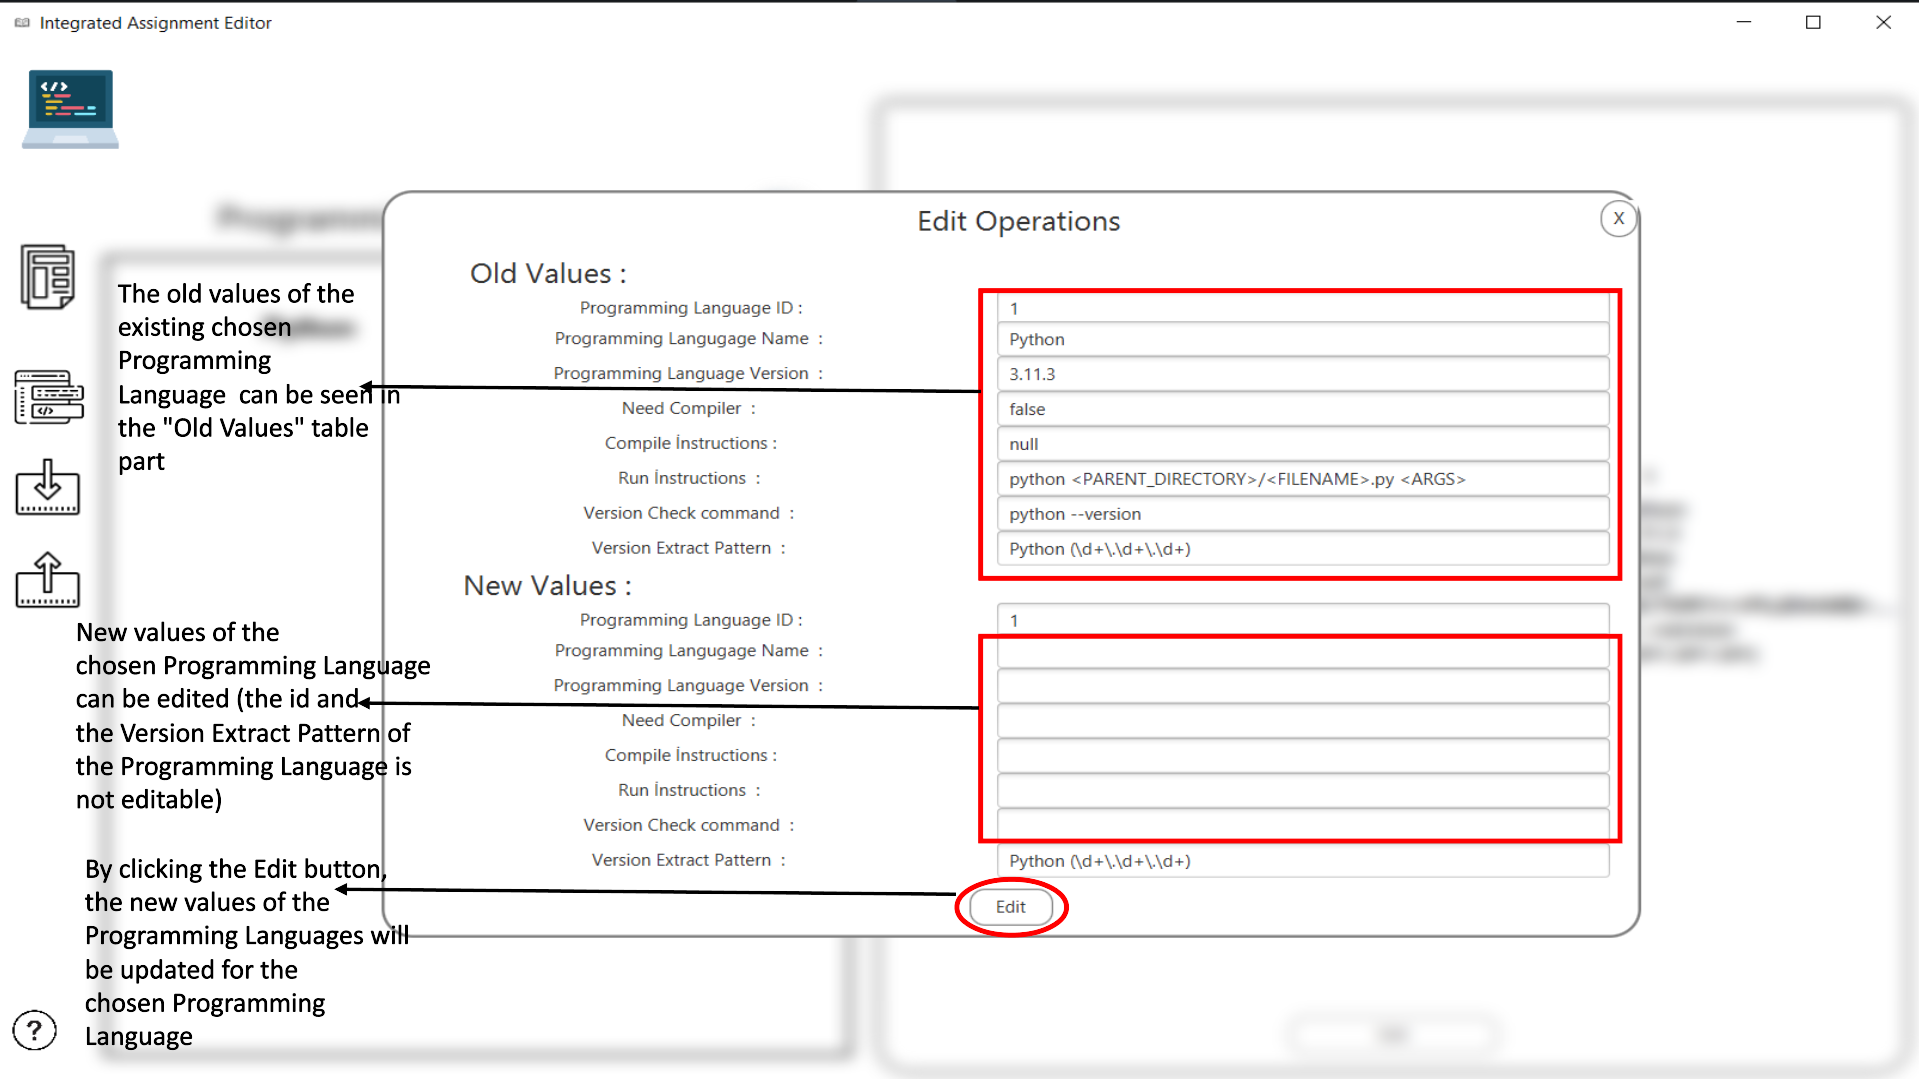 Integrated Assignment Editor
Edit Operations
X
Old Values :
Programming Language ID :
1
Programming Langugage Name :
Python
Programming Language Version :
3.11.3
Need Compiler :
false
Compile İnstructions :
null
Run İnstructions :
python <PARENT_DIRECTORY>/<FILENAME>.py <ARGS>
Version Check command :
python --version
Version Extract Pattern :
Python (\d+\.\d+\.\d+)
New Values :
Programming Language ID :
1
Programming Langugage Name :
Programming Language Version :
Need Compiler :
Compile İnstructions :
Run İnstructions :
Version Check command :
Version Extract Pattern :
Python (\d+\.\d+\.\d+)
Edit
The old values of the
existing chosen
Programming
Language can be seen in
the "Old Values" table
part
New values of the
chosen Programming Language
can be edited (the id and
the Version Extract Pattern of
the Programming Language is
not editable)
By clicking the Edit button,
the new values of the
Programming Languages will
be updated for the
chosen Programming
Language
?